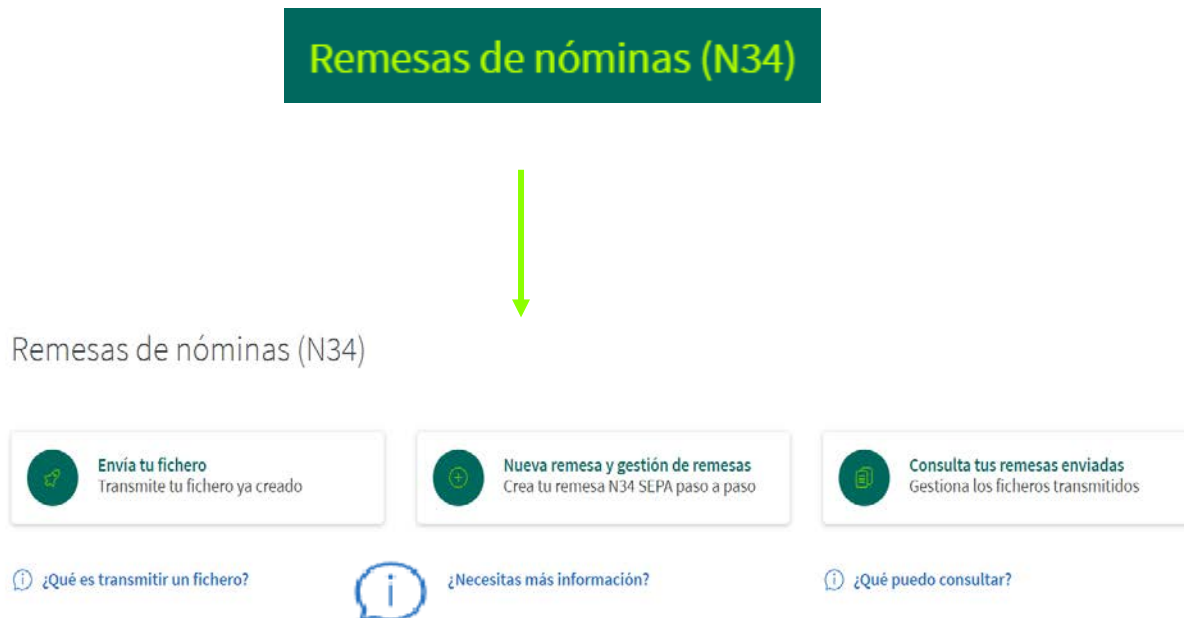 Remesas de nóminas (N34)
Remesas de nóminas (N34)
Envía tu fichero
Transmite tu fichero ya creado
Nueva remesa y gestión de remesas
Crea tu remesa N34 SEPA paso a paso
Consulta tus remesas enviadas
Gestiona los ficheros transmitidos
¿Qué es transmitir un fichero?
¿Necesitas más información?
¿Qué puedo consultar?